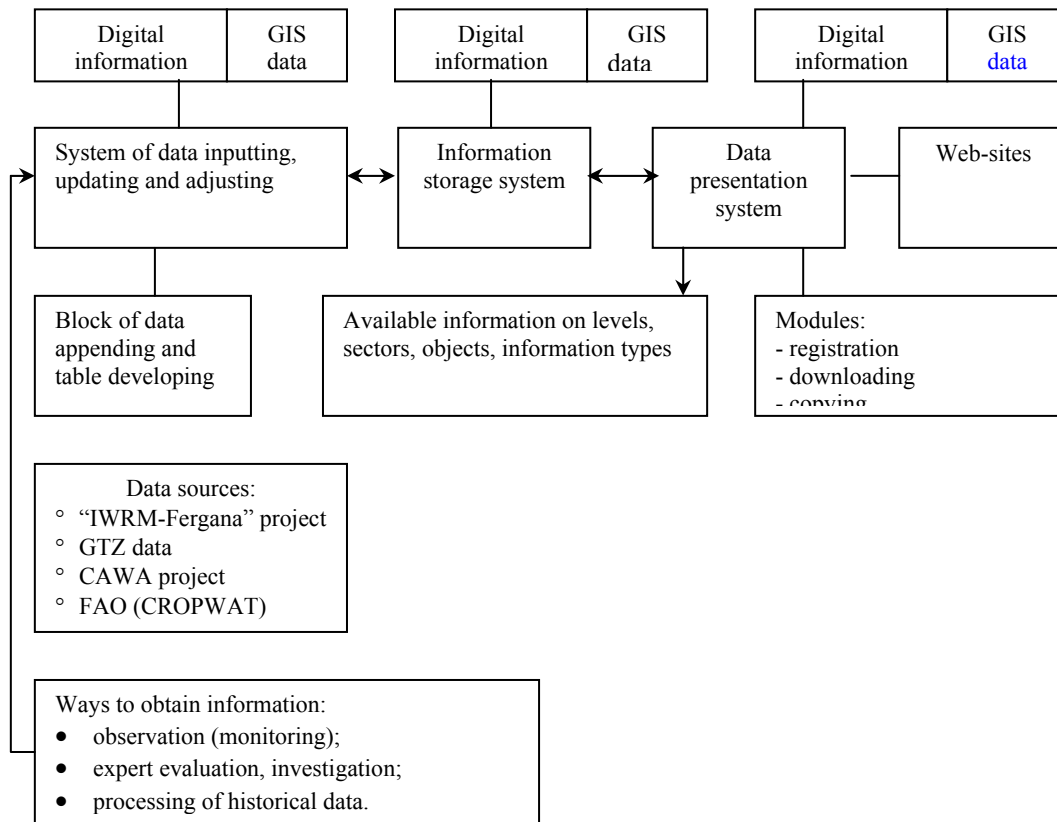 Digital information
GIS data
Digital information
GIS data
Digital information
GIS data
System of data inputting,
updating and adjusting
Information
storage system
Data
presentation
system
Web-sites
Block of data
appending and
table developing
Available information on levels,
sectors, objects, information types
Modules:
- registration
- downloading
- copying
Data sources:
° “IWRM-Fergana” project
° GTZ data
° CAWA project
° FAO (CROPWAT)
Ways to obtain information:
• observation (monitoring);
• expert evaluation, investigation;
• processing of historical data.